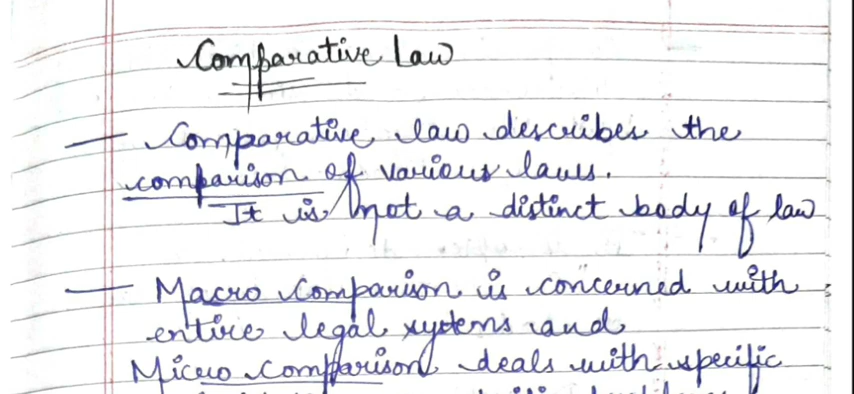 Comparative Law
— Comparative law describes the
comparison of various laws.
It is not a distinct body of law
— Macro comparison is concerned with
entire legal systems and
Micro comparison deals with specific